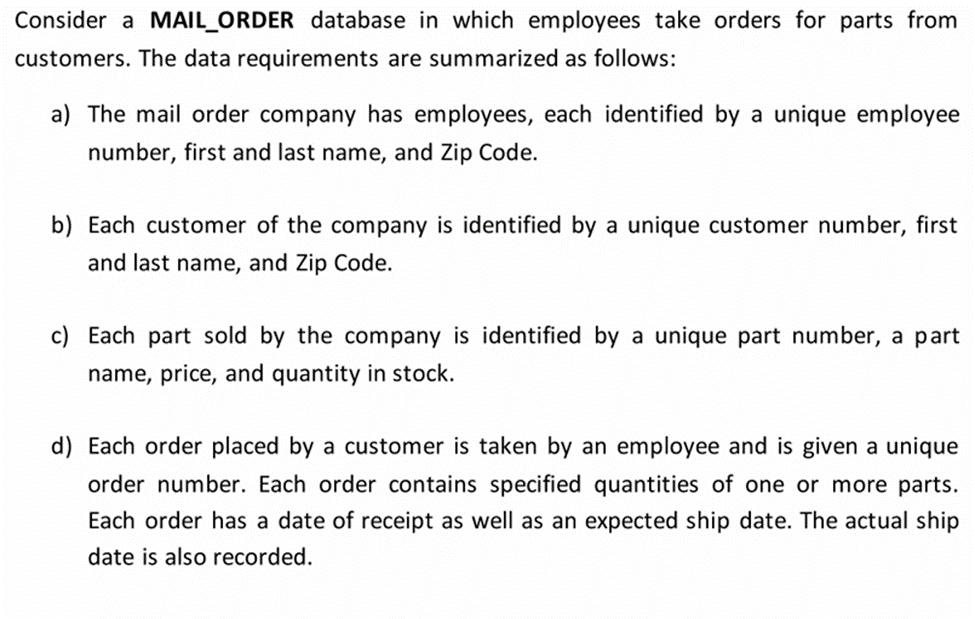 Consider a MAIL_ORDER database in which employees take orders for parts from
customers. The data requirements are summarized as follows:
a) The mail order company has employees, each identified by a unique employee
number, first and last name, and Zip Code.
b) Each customer of the company is identified by a unique customer number, first
and last name, and Zip Code.
c) Each part sold by the company is identified by a unique part number, a part
name, price, and quantity in stock.
d) Each order placed by a customer is taken by an employee and is given a unique
order number. Each order contains specified quantities of one or more parts.
Each order has a date of receipt as well as an expected ship date. The actual ship
date is also recorded.